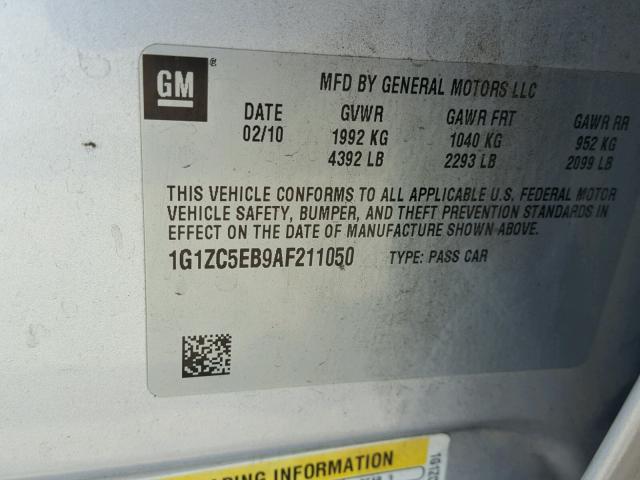 GM ®
MFD BY GENERAL MOTORS LLC
DATE GVWR GAWR FRT GAWR RR
02/10 1992 KG 1040 KG 952 KG
4392 LB 2293 LB 2099 LB
THIS VEHICLE CONFORMS TO ALL APPLICABLE U.S. FEDERAL MOTOR
VEHICLE SAFETY, BUMPER, AND THEFT PREVENTION STANDARDS IN
EFFECT ON THE DATE OF MANUFACTURE SHOWN ABOVE.
1G1ZC5EB9AF211050 TYPE: PASS CAR
INFORMATION